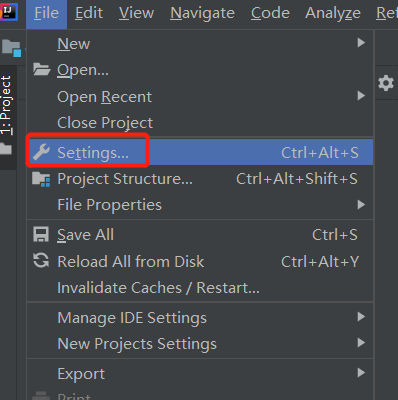 IJ
File Edit View Navigate Code Analyze Ref
1: Project
New
Open...
Open Recent
Close Project
Settings... Ctrl+Alt+S
Project Structure... Ctrl+Alt+Shift+S
File Properties
Save All Ctrl+S
Reload All from Disk Ctrl+Alt+Y
Invalidate Caches / Restart...
Manage IDE Settings
New Projects Settings
Export
Print